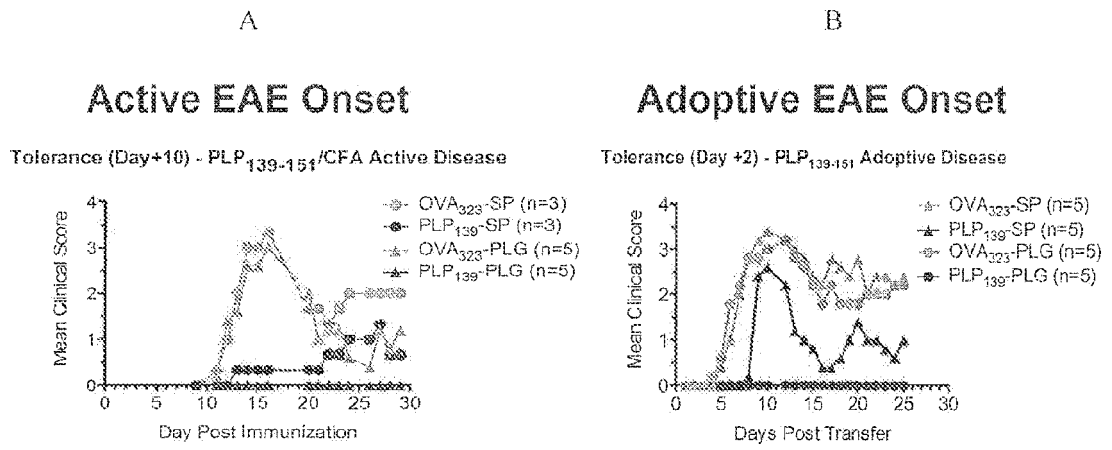 A
Active EAE Onset
Tolerance (Day+10) - PLP139-151/CFA Active Disease
Mean Clinical Score
4
3
2
1
0
0 5 10 15 20 25 30
Day Post Immunization
OVA323-SP (n=3)
PLP139-SP (n=3)
OVA323-PLG (n=5)
PLP139-PLG (n=5)
B
Adoptive EAE Onset
Tolerance (Day +2) - PLP139-151 Adoptive Disease
Mean Clinical Score
4
3
2
1
0
0 5 10 15 20 25 30
Days Post Transfer
OVA323-SP (n=5)
PLP139-SP (n=5)
OVA323-PLG (n=5)
PLP139-PLG (n=5)